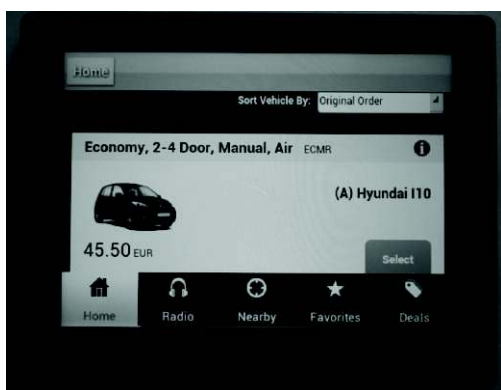 Home
Sort Vehicle By: Original Order
Economy, 2-4 Door, Manual, Air ECMR
(A) Hyundai I10
45.50 EUR
Select
Home Radio Nearby Favorites Deals